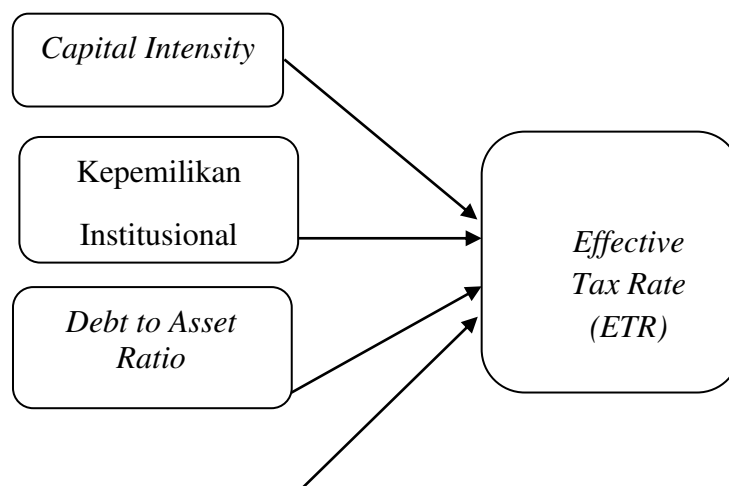 Capital Intensity
Kepemilikan
Institusional
Debt to Asset
Ratio
Effective
Tax Rate
(ETR)